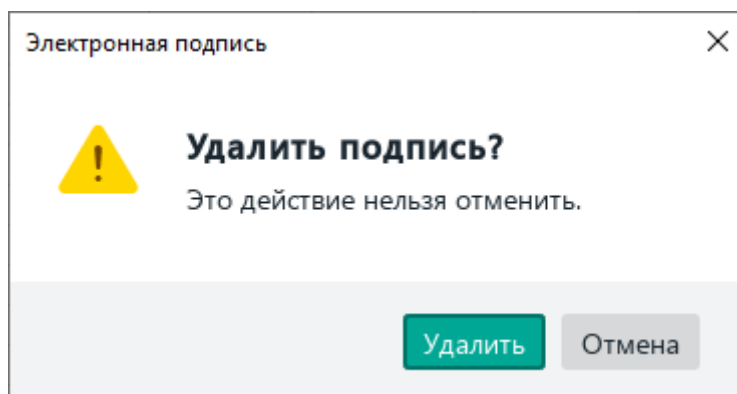 Электронная подпись
Удалить подпись?
Это действие нельзя отменить.
Удалить Отмена